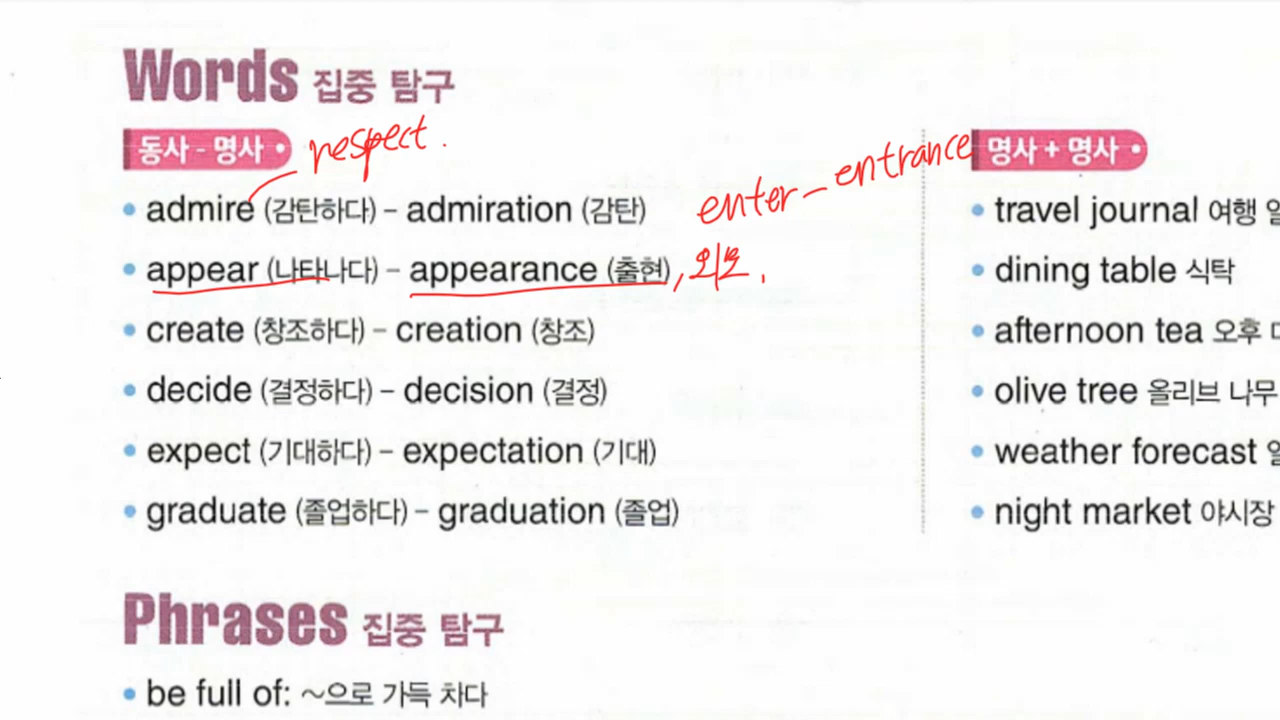 Words 집중 탐구
동사 - 명사
respect.
admire (감탄하다) – admiration (감탄)
enter – entrance
appear (나타나다) – appearance (출현), 외모.
create (창조하다) – creation (창조)
decide (결정하다) – decision (결정)
expect (기대하다) – expectation (기대)
graduate (졸업하다) – graduation (졸업)
명사 + 명사
travel journal 여행
dining table 식탁
afternoon tea 오후
olive tree 올리브 나무
weather forecast
night market 야시장
Phrases 집중 탐구
be full of: ~으로 가득 차다